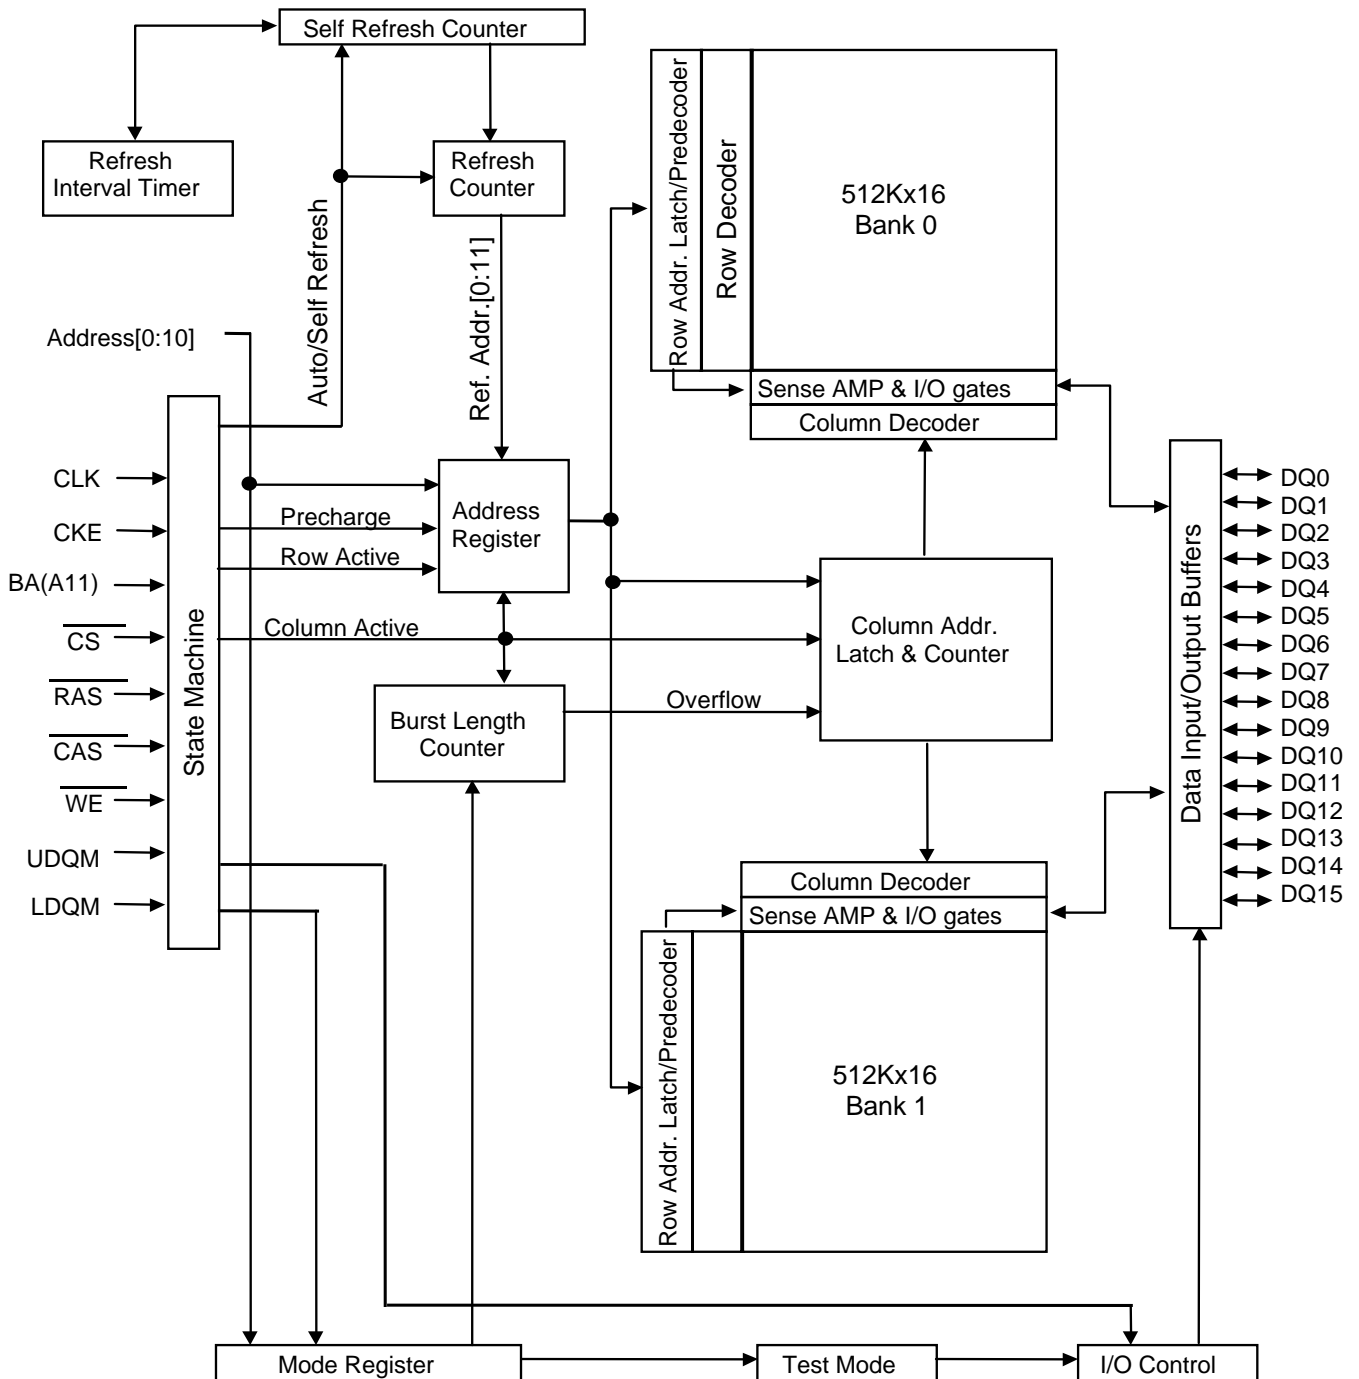 Self Refresh Counter
Refresh
Interval Timer
Refresh
Counter
Auto/Self Refresh
Ref. Addr.[0:11]
Address[0:10]
CLK
CKE
BA(A11)
CS
RAS
CAS
WE
UDQM
LDQM
State Machine
Precharge
Row Active
Column Active
Address
Register
Burst Length
Counter
Overflow
Row Addr. Latch/Predecoder
Row Decoder
512Kx16
Bank 0
Sense AMP & I/O gates
Column Decoder
Column Addr.
Latch & Counter
Column Decoder
Sense AMP & I/O gates
Row Addr. Latch/Predecoder
512Kx16
Bank 1
Data Input/Output Buffers
DQ0
DQ1
DQ2
DQ3
DQ4
DQ5
DQ6
DQ7
DQ8
DQ9
DQ10
DQ11
DQ12
DQ13
DQ14
DQ15
Mode Register
Test Mode
I/O Control